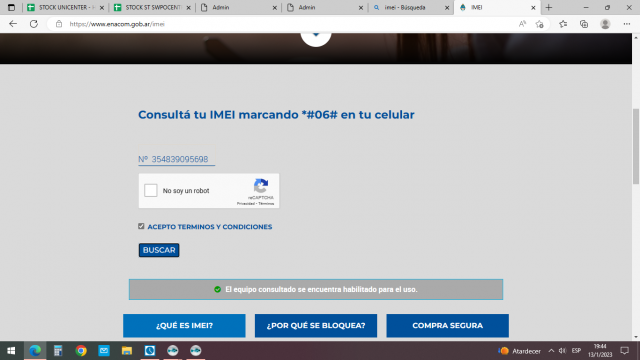 STOCK UNICENTER - H
STOCK ST SWPOCENTE
Admin
Admin
imei - Búsqueda
IMEI
https://www.enacom.gob.ar/imei
Consultá tu IMEI marcando *#06# en tu celular
Nº 354839095698
No soy un robot
reCAPTCHA
Privacidad - Términos
ACEPTO TERMINOS Y CONDICIONES
BUSCAR
El equipo consultado se encuentra habilitado para el uso.
¿QUÉ ES IMEI?
¿POR QUÉ SE BLOQUEA?
COMPRA SEGURA
Atardecer
ESP
19:44
13/1/2023